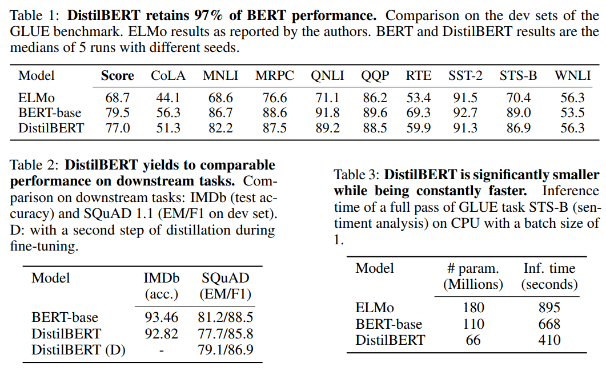 Table 1: DistilBERT retains 97% of BERT performance. Comparison on the dev sets of the
GLUE benchmark. ELMo results as reported by the authors. BERT and DistilBERT results are the
medians of 5 runs with different seeds.
Model Score CoLA MNLI MRPC QNLI QQP RTE SST-2 STS-B WNLI
ELMo 68.7 44.1 68.6 76.6 71.1 86.2 53.4 91.5 70.4 56.3
BERT-base 79.5 56.3 86.7 88.6 91.8 89.6 69.3 92.7 89.0 53.5
DistilBERT 77.0 51.3 82.2 87.5 89.2 88.5 59.9 91.3 86.9 56.3
Table 2: DistilBERT yields to comparable
performance on downstream tasks. Com-
parison on downstream tasks: IMDb (test ac-
curacy) and SQuAD 1.1 (EM/F1 on dev set).
D: with a second step of distillation during
fine-tuning.
Model IMDb SQuAD
(acc.) (EM/F1)
BERT-base 93.46 81.2/88.5
DistilBERT 92.82 77.7/85.8
DistilBERT (D) - 79.1/86.9
Table 3: DistilBERT is significantly smaller
while being constantly faster. Inference
time of a full pass of GLUE task STS-B (sen-
timent analysis) on CPU with a batch size of
1.
Model # param. Inf. time
(Millions) (seconds)
ELMo 180 895
BERT-base 110 668
DistilBERT 66 410